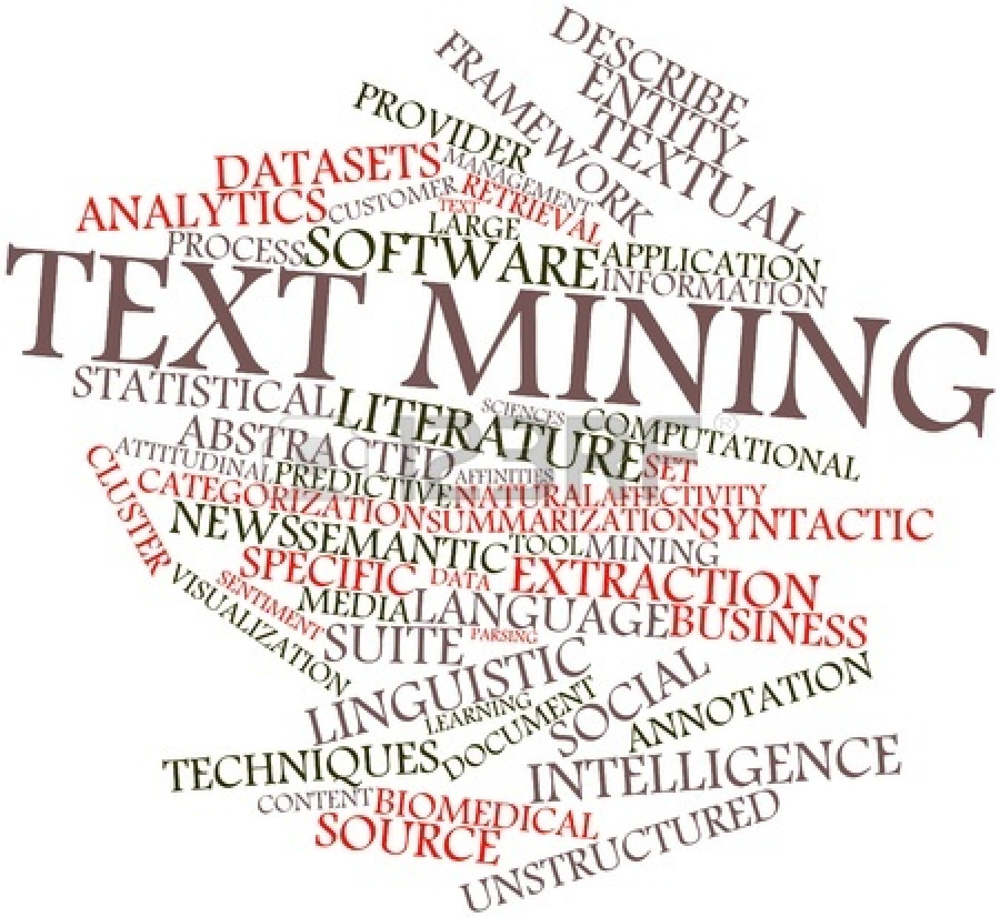 DESCRIBE
ENTITY
TEXTUAL
FRAMEWORK
PROVIDER
MANAGEMENT
DATASETS
RETRIEVAL
CUSTOMER
ANALYTICS
TEXT
LARGE
PROCESS
SOFTWARE
APPLICATION
INFORMATION
TEXT MINING
STATISTICAL
LITERATURE
SCIENCES
COMPUTATIONAL
ABSTRACTED
ATTITUDINAL
PREDICTIVE
AFFINITIES
SET
CLUSTER
CATEGORIZATION
NATURAL
AFFECTIVITY
SUMMARIZATION
SYNTACTIC
NEWS
SEMANTIC
TOOL
MINING
SPECIFIC
DATA
EXTRACTION
VISUALIZATION
SENTIMENT
MEDIA
LANGUAGE
BUSINESS
SUITE
PARSING
LINGUISTIC
LEARNING
DOCUMENT
SOCIAL
ANNOTATION
TECHNIQUES
INTELLIGENCE
CONTENT
BIOMEDICAL
SOURCE
UNSTRUCTURED
123RF®